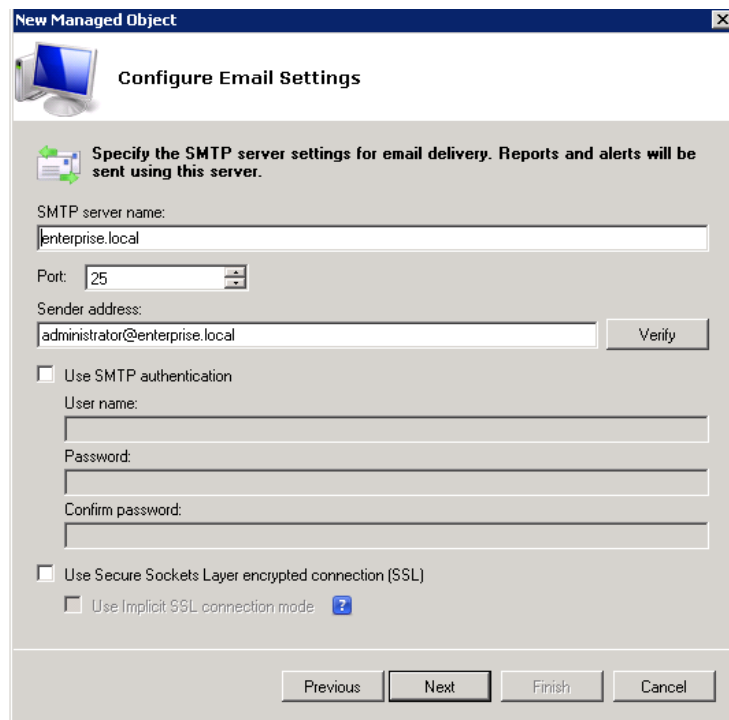 New Managed Object
Configure Email Settings
Specify the SMTP server settings for email delivery. Reports and alerts will be
sent using this server.
SMTP server name:
enterprise.local
Port: 25
Sender address:
administrator@enterprise.local Verify
Use SMTP authentication
User name:
Password:
Confirm password:
Use Secure Sockets Layer encrypted connection (SSL)
Use Implicit SSL connection mode ?
Previous Next Finish Cancel